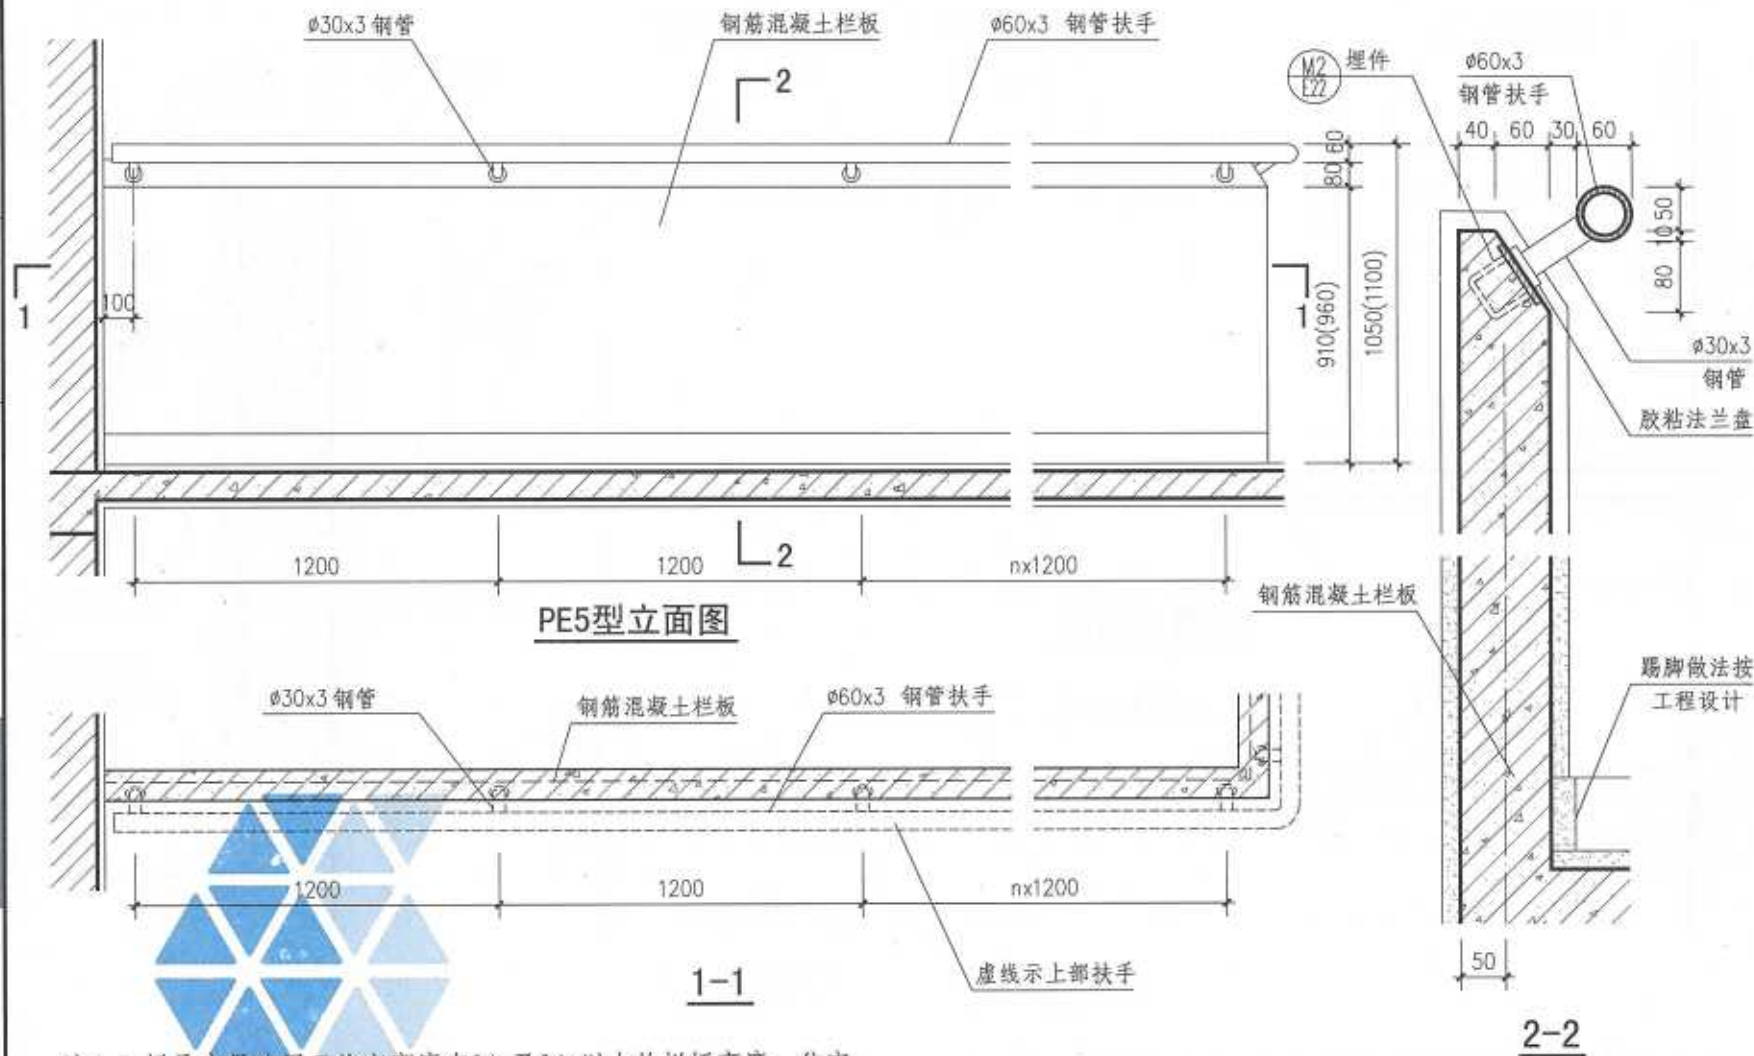 ø30x3 钢管
钢筋混凝土栏板
ø60x3 钢管扶手
2
M2
E22
埋件
ø60x3
钢管扶手
40 60 30 60
60
80
910(960)
1050(1100)
1
1
100
50
10
80
ø30x3
钢管
胶粘法兰盘
1200
1200
nx1200
2
PE5型立面图
钢筋混凝土栏板
踢脚做法按
工程设计
ø30x3 钢管
钢筋混凝土栏板
ø60x3 钢管扶手
1200
1200
nx1200
虚线示上部扶手
1-1
50
2-2